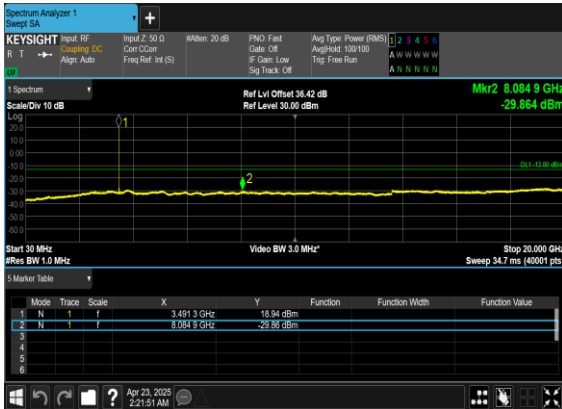 Spectrum Analyzer 1
Swept SA
KEYSIGHT
R T
Input: RF
Coupling: DC
Align: Auto
Input Z: 50 Ω
Corr CCorr
Freq Ref: Int (S)
#Atten: 20 dB
PNO: Fast
Gate: Off
IF Gain: Low
Sig Track: Off
Avg Type: Power (RMS)
Avg|Hold: 100/100
Trig: Free Run
1 2 3 4 5 6
A W W W W W
A N N N N N
1 Spectrum
Scale/Div 10 dB
Ref Lvl Offset 36.42 dB
Ref Level 30.00 dBm
Mkr2 8.084 9 GHz
-29.864 dBm
Log
20.0
10.0
0.00
-10.0
-20.0
-30.0
-40.0
-50.0
-60.0
1
2
DL1 -13.00 dBm
Start 30 MHz
#Res BW 1.0 MHz
Video BW 3.0 MHz*
Stop 20.000 GHz
Sweep 34.7 ms (40001 pts)
5 Marker Table
Mode Trace Scale X Y Function Function Width Function Value
1 N 1 f 3.491 3 GHz 18.94 dBm
2 N 1 f 8.084 9 GHz -29.86 dBm
3
4
5
6
?
Apr 23, 2025
2:21:51 AM